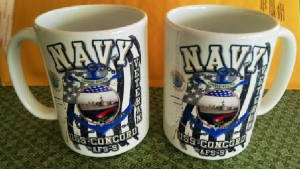 NAVY
VETERAN
USS-CONCORD
AFS-5
NAVY
VETERAN
USS-CONCORD
AFS-5